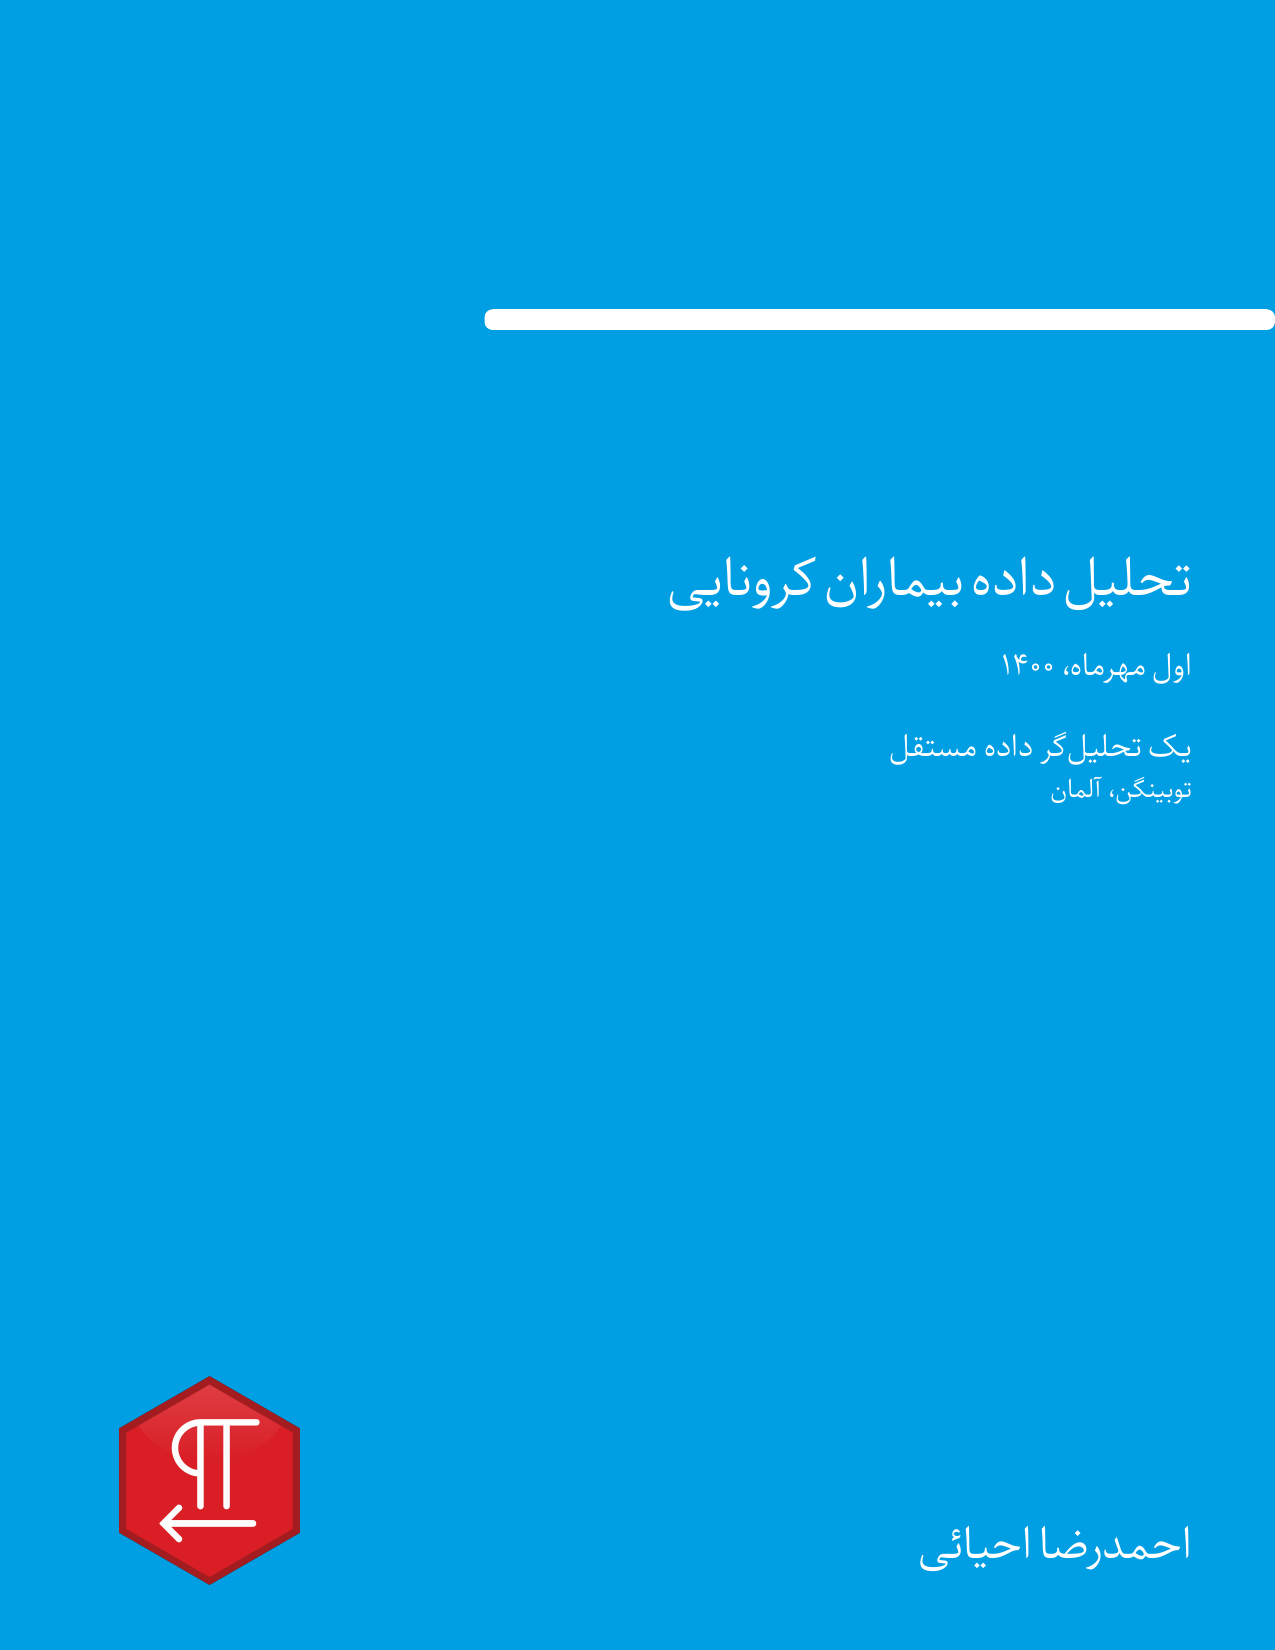 تحلیل داده بیماران کرونایی
اول مهرماه، ۱۴۰۰
یک تحلیل‌گر داده مستقل
توبینگن، آلمان
احمدرضا احیائی